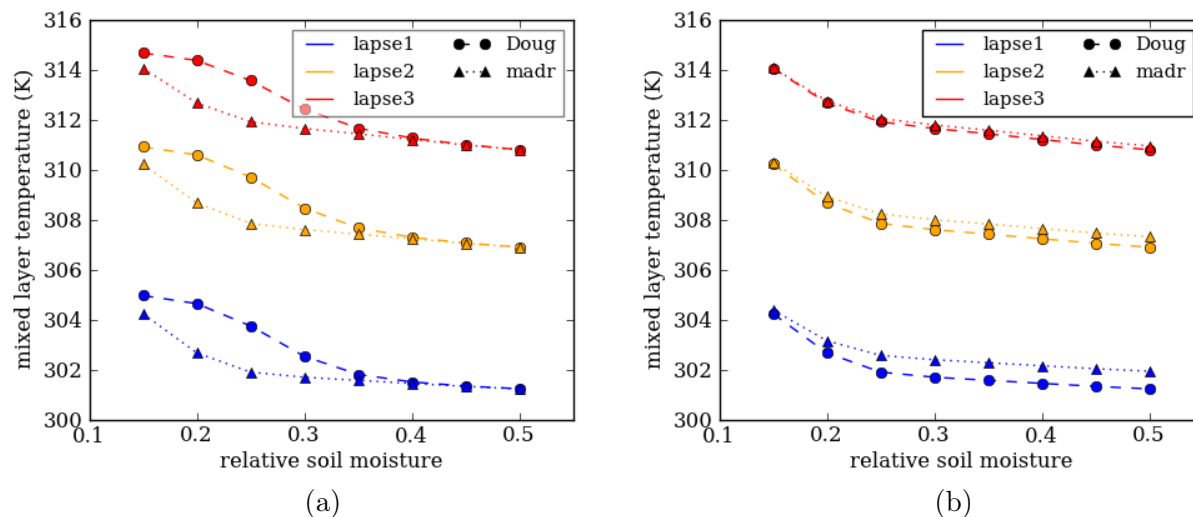 316
314
312
310
308
306
304
302
300
mixed layer temperature (K)
lapse1
lapse2
lapse3
Doug
madr
0.1 0.2 0.3 0.4 0.5
relative soil moisture
(a)
316
314
312
310
308
306
304
302
300
mixed layer temperature (K)
lapse1
lapse2
lapse3
Doug
madr
0.1 0.2 0.3 0.4 0.5
relative soil moisture
(b)